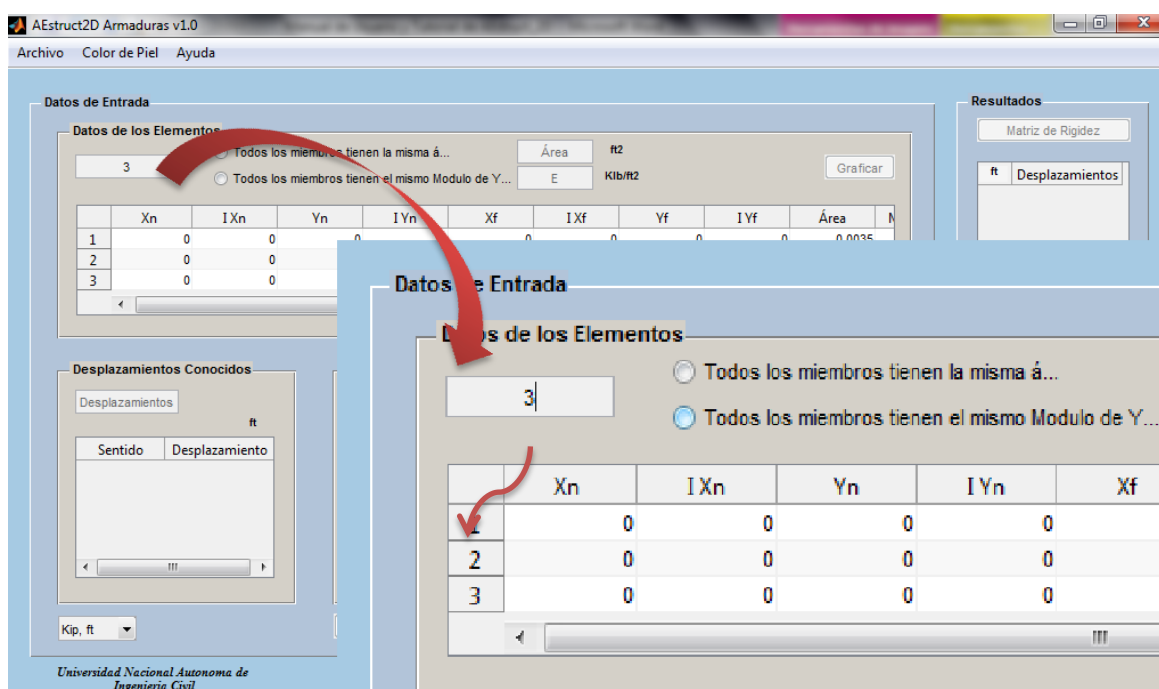 AEstruct2D Armaduras v1.0
Archivo Color de Piel Ayuda
Datos de Entrada
Datos de los Elementos
3
Todos los miembros tienen la misma á...
Área
ft2
Todos los miembros tienen el mismo Modulo de Y...
E
Klb/ft2
Graficar
Xn I Xn Yn I Yn Xf I Xf Yf I Yf Área
1 0 0 0 0 0 0 0 0.0035
2 0 0
3 0 0
Resultados
Matriz de Rigidez
ft Desplazamientos
Desplazamientos Conocidos
Desplazamientos
ft
Sentido Desplazamiento
Kip, ft
Universidad Nacional Autonoma de
Ingenieria Civil
Datos de Entrada
Datos de los Elementos
3
Todos los miembros tienen la misma á...
Todos los miembros tienen el mismo Modulo de Y...
Xn I Xn Yn I Yn Xf
1 0 0 0 0
2 0 0 0 0
3 0 0 0 0